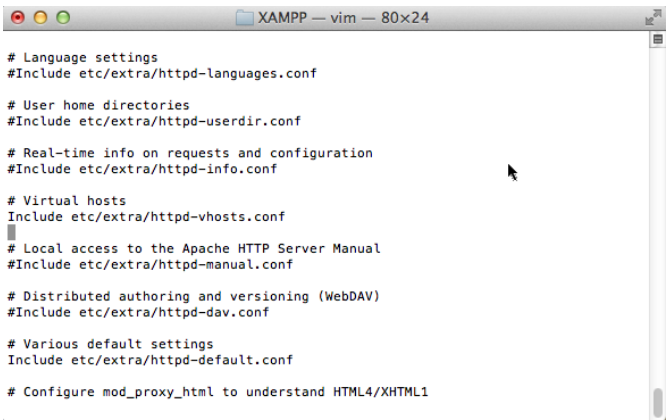 XAMPP — vim — 80×24
# Language settings
#Include etc/extra/httpd-languages.conf
# User home directories
#Include etc/extra/httpd-userdir.conf
# Real-time info on requests and configuration
#Include etc/extra/httpd-info.conf
# Virtual hosts
Include etc/extra/httpd-vhosts.conf
# Local access to the Apache HTTP Server Manual
#Include etc/extra/httpd-manual.conf
# Distributed authoring and versioning (WebDAV)
#Include etc/extra/httpd-dav.conf
# Various default settings
Include etc/extra/httpd-default.conf
# Configure mod_proxy_html to understand HTML4/XHTML1